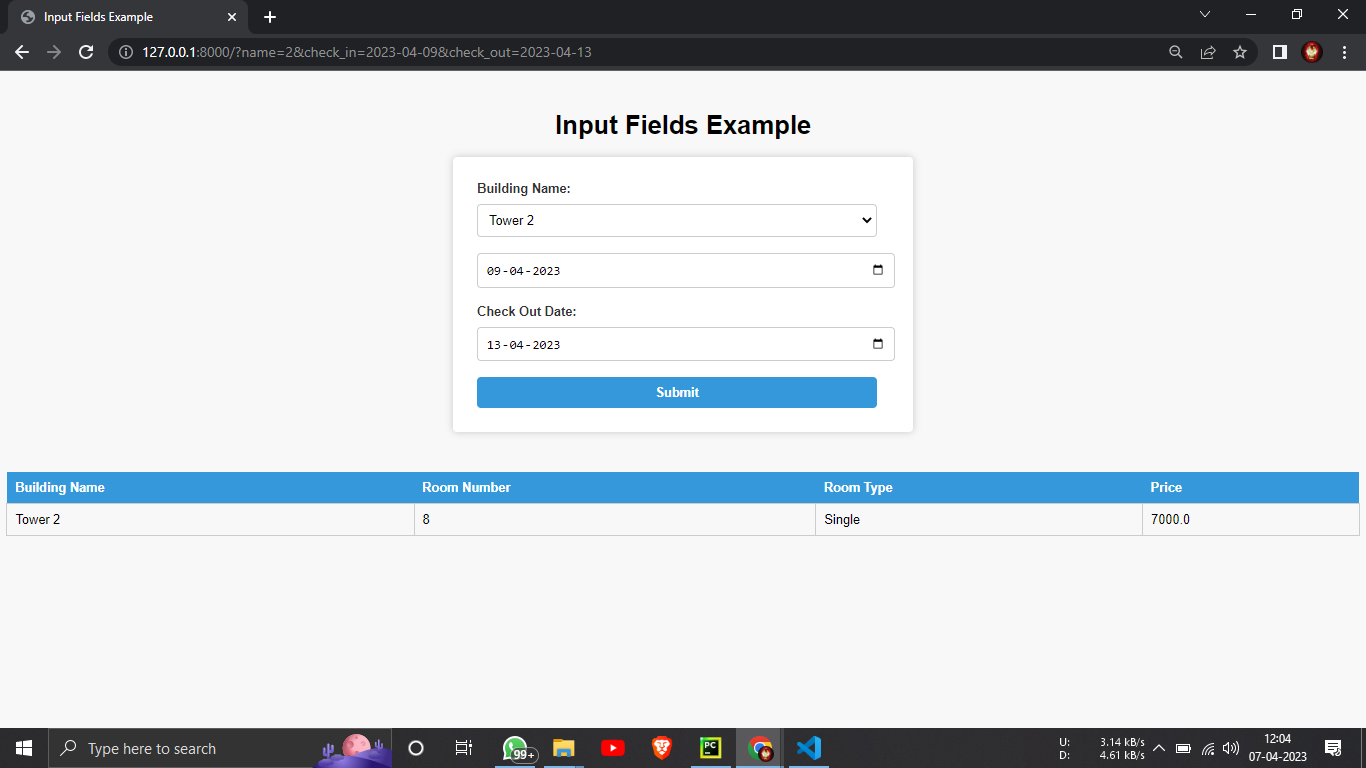 Input Fields Example
127.0.0.1:8000/?name=2&check_in=2023-04-09&check_out=2023-04-13
Input Fields Example
Building Name:
Tower 2
09-04-2023
Check Out Date:
13-04-2023
Submit
Building Name Room Number Room Type Price
Tower 2 8 Single 7000.0
Type here to search
99+
PC
U: 3.14 kB/s
D: 4.61 kB/s
12:04
07-04-2023